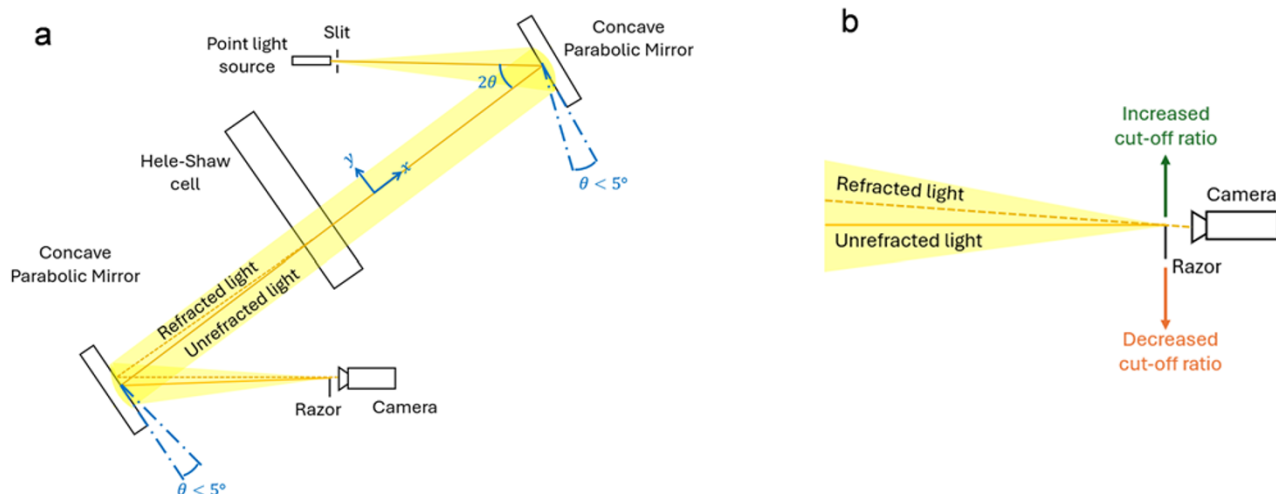 a
Point light
source
Slit
Concave
Parabolic Mirror
2θ
θ < 5°
Hele-Shaw
cell
y
x
Concave
Parabolic Mirror
Refracted light
Unrefracted light
Razor
Camera
θ < 5°
b
Increased
cut-off ratio
Refracted light
Unrefracted light
Camera
Razor
Decreased
cut-off ratio